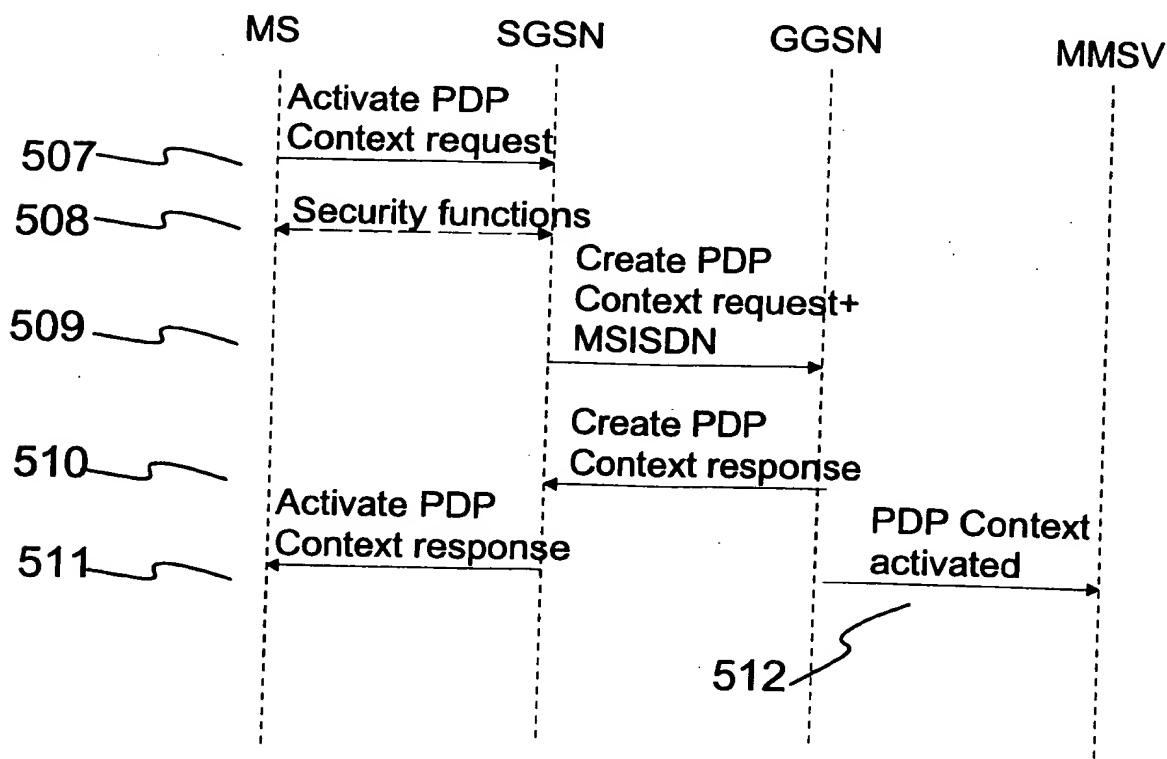 MS
SGSN
GGSN
MMSV
Activate PDP
Context request
507
508
Security functions
Create PDP
Context request+
MSISDN
509
Create PDP
Context response
510
Activate PDP
Context response
511
PDP Context
activated
512